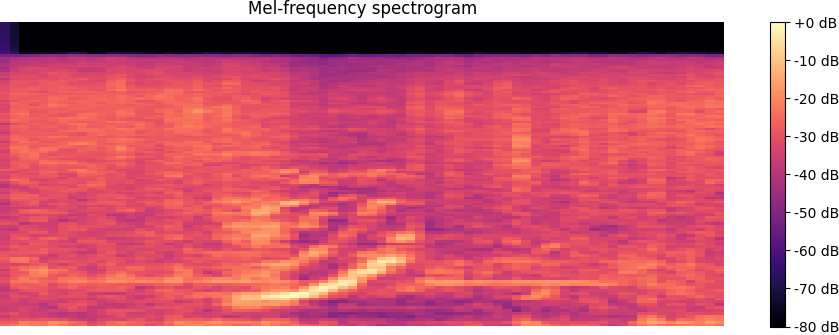 Mel-frequency spectrogram
+0 dB
-10 dB
-20 dB
-30 dB
-40 dB
-50 dB
-60 dB
-70 dB
-80 dB